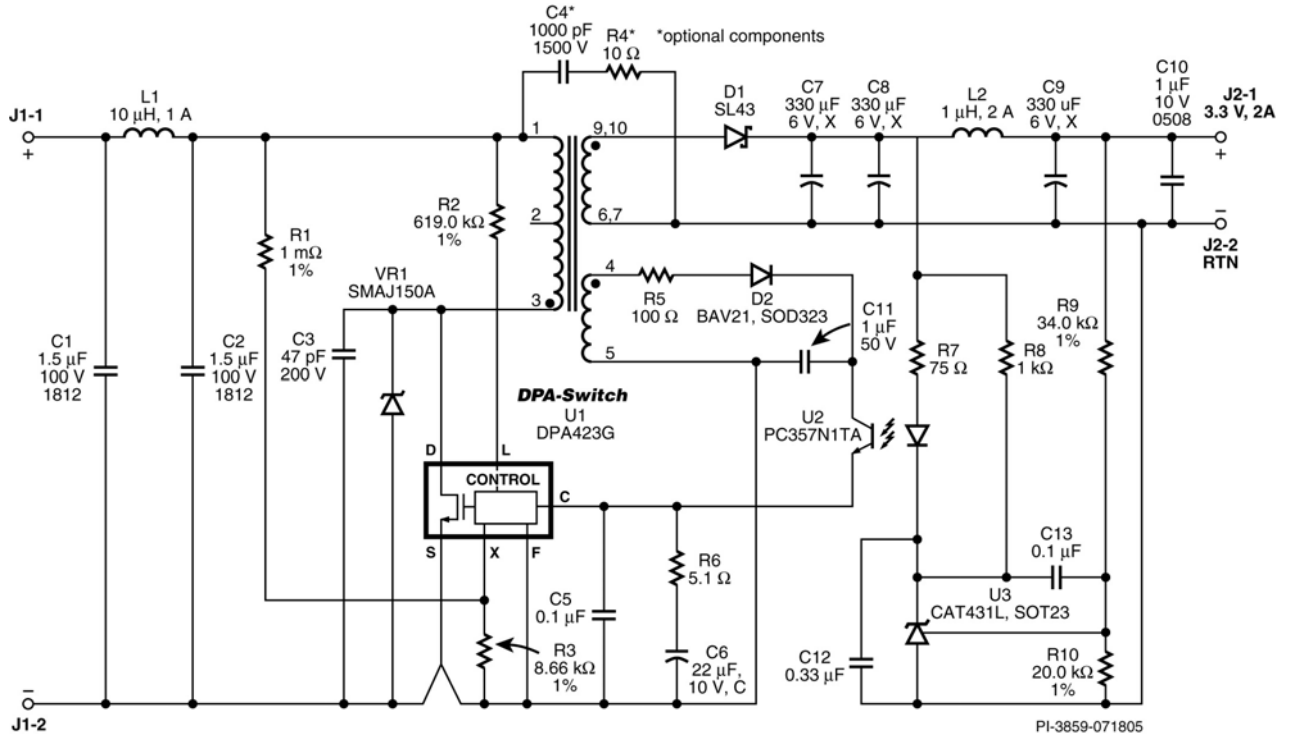 C4*
1000 pF
1500 V
R4*
10 Ω
*optional components
J1-1
+
L1
10 μH, 1 A
1
9,10
D1
SL43
C7
330 μF
6 V, X
C8
330 μF
6 V, X
L2
1 μH, 2 A
C9
330 uF
6 V, X
C10
1 μF
10 V
0508
J2-1
3.3 V, 2A
+
R1
1 mΩ
1%
R2
619.0 kΩ
1%
2
6,7
–
J2-2
RTN
VR1
SMAJ150A
3
4
R5
100 Ω
D2
BAV21, SOD323
C11
1 μF
50 V
5
C1
1.5 μF
100 V
1812
C2
1.5 μF
100 V
1812
C3
47 pF
200 V
R7
75 Ω
R8
1 kΩ
R9
34.0 kΩ
1%
DPA-Switch
U1
DPA423G
U2
PC357N1TA
D
L
CONTROL
C
S
X
F
R3
8.66 kΩ
1%
C5
0.1 μF
R6
5.1 Ω
C6
22 μF,
10 V, C
C13
0.1 μF
U3
CAT431L, SOT23
C12
0.33 μF
R10
20.0 kΩ
1%
–
J1-2
PI-3859-071805